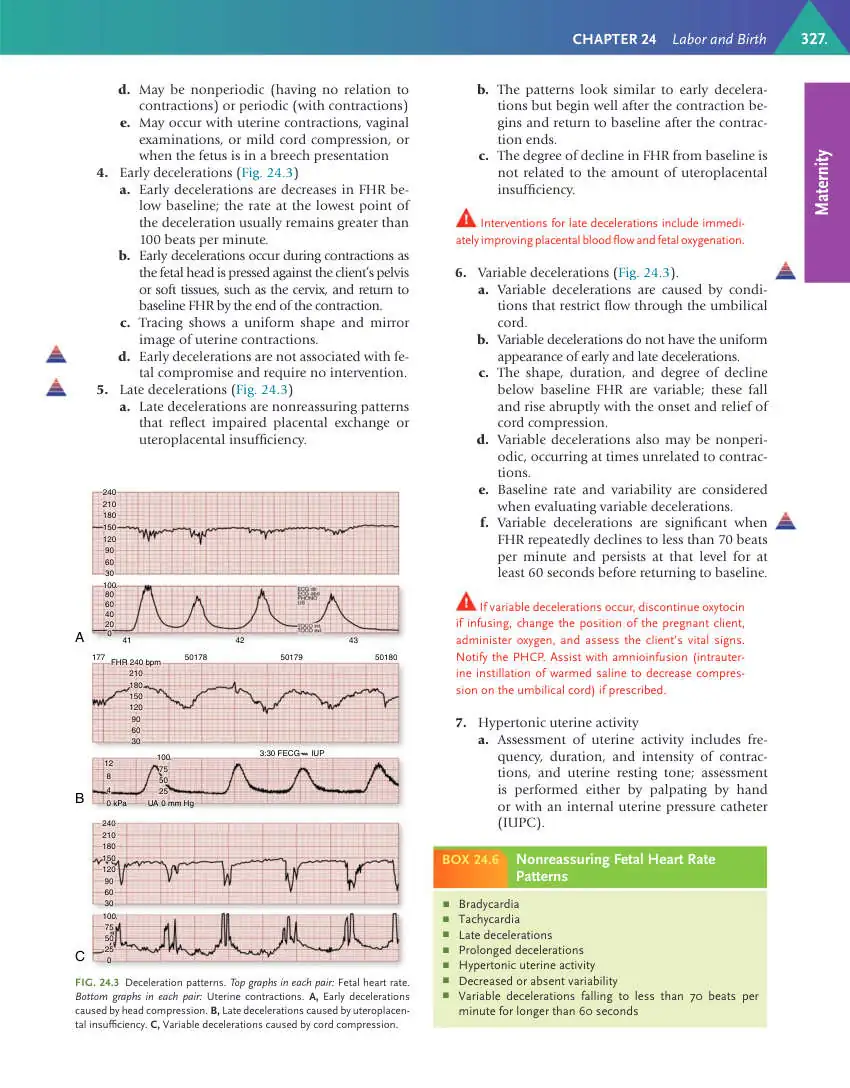 CHAPTER 24 Labor and Birth 327.
Maternity
d. May be nonperiodic (having no relation to
contractions) or periodic (with contractions)
e. May occur with uterine contractions, vaginal
examinations, or mild cord compression, or
when the fetus is in a breech presentation
4. Early decelerations (Fig. 24.3)
a. Early decelerations are decreases in FHR be-
low baseline; the rate at the lowest point of
the deceleration usually remains greater than
100 beats per minute.
b. Early decelerations occur during contractions as
the fetal head is pressed against the client's pelvis
or soft tissues, such as the cervix, and return to
baseline FHR by the end of the contraction.
c. Tracing shows a uniform shape and mirror
image of uterine contractions.
d. Early decelerations are not associated with fe-
tal compromise and require no intervention.
5. Late decelerations (Fig. 24.3)
a. Late decelerations are nonreassuring patterns
that reflect impaired placental exchange or
uteroplacental insufficiency.
240
210
180
150
120
90
60
30
100
80
60
40
20
0
A
41 42 43
177 50178 50179 50180
FHR 240 bpm
210
180
150
120
90
60
30
3:30 FECG IUP
12 100
8 75
50
4 25
0 kPa UA 0 mm Hg
B
240
210
180
150
120
90
60
30
100
75
50
25
0
C
FIG. 24.3 Deceleration patterns. Top graphs in each pair: Fetal heart rate.
Bottom graphs in each pair: Uterine contractions. A, Early decelerations
caused by head compression. B, Late decelerations caused by uteroplacen-
tal insufficiency. C, Variable decelerations caused by cord compression.
b. The patterns look similar to early decelera-
tions but begin well after the contraction be-
gins and return to baseline after the contrac-
tion ends.
c. The degree of decline in FHR from baseline is
not related to the amount of uteroplacental
insufficiency.
Interventions for late decelerations include immedi-
ately improving placental blood flow and fetal oxygenation.
6. Variable decelerations (Fig. 24.3).
a. Variable decelerations are caused by condi-
tions that restrict flow through the umbilical
cord.
b. Variable decelerations do not have the uniform
appearance of early and late decelerations.
c. The shape, duration, and degree of decline
below baseline FHR are variable; these fall
and rise abruptly with the onset and relief of
cord compression.
d. Variable decelerations also may be nonperi-
odic, occurring at times unrelated to contrac-
tions.
e. Baseline rate and variability are considered
when evaluating variable decelerations.
f. Variable decelerations are significant when
FHR repeatedly declines to less than 70 beats
per minute and persists at that level for at
least 60 seconds before returning to baseline.
If variable decelerations occur, discontinue oxytocin
if infusing, change the position of the pregnant client,
administer oxygen, and assess the client's vital signs.
Notify the PHCP. Assist with amnioinfusion (intrauter-
ine instillation of warmed saline to decrease compres-
sion on the umbilical cord) if prescribed.
7. Hypertonic uterine activity
a. Assessment of uterine activity includes fre-
quency, duration, and intensity of contrac-
tions, and uterine resting tone; assessment
is performed either by palpating by hand
or with an internal uterine pressure catheter
(IUPC).
BOX 24.6 Nonreassuring Fetal Heart Rate
Patterns
■ Bradycardia
■ Tachycardia
■ Late decelerations
■ Prolonged decelerations
■ Hypertonic uterine activity
■ Decreased or absent variability
■ Variable decelerations falling to less than 70 beats per
minute for longer than 60 seconds